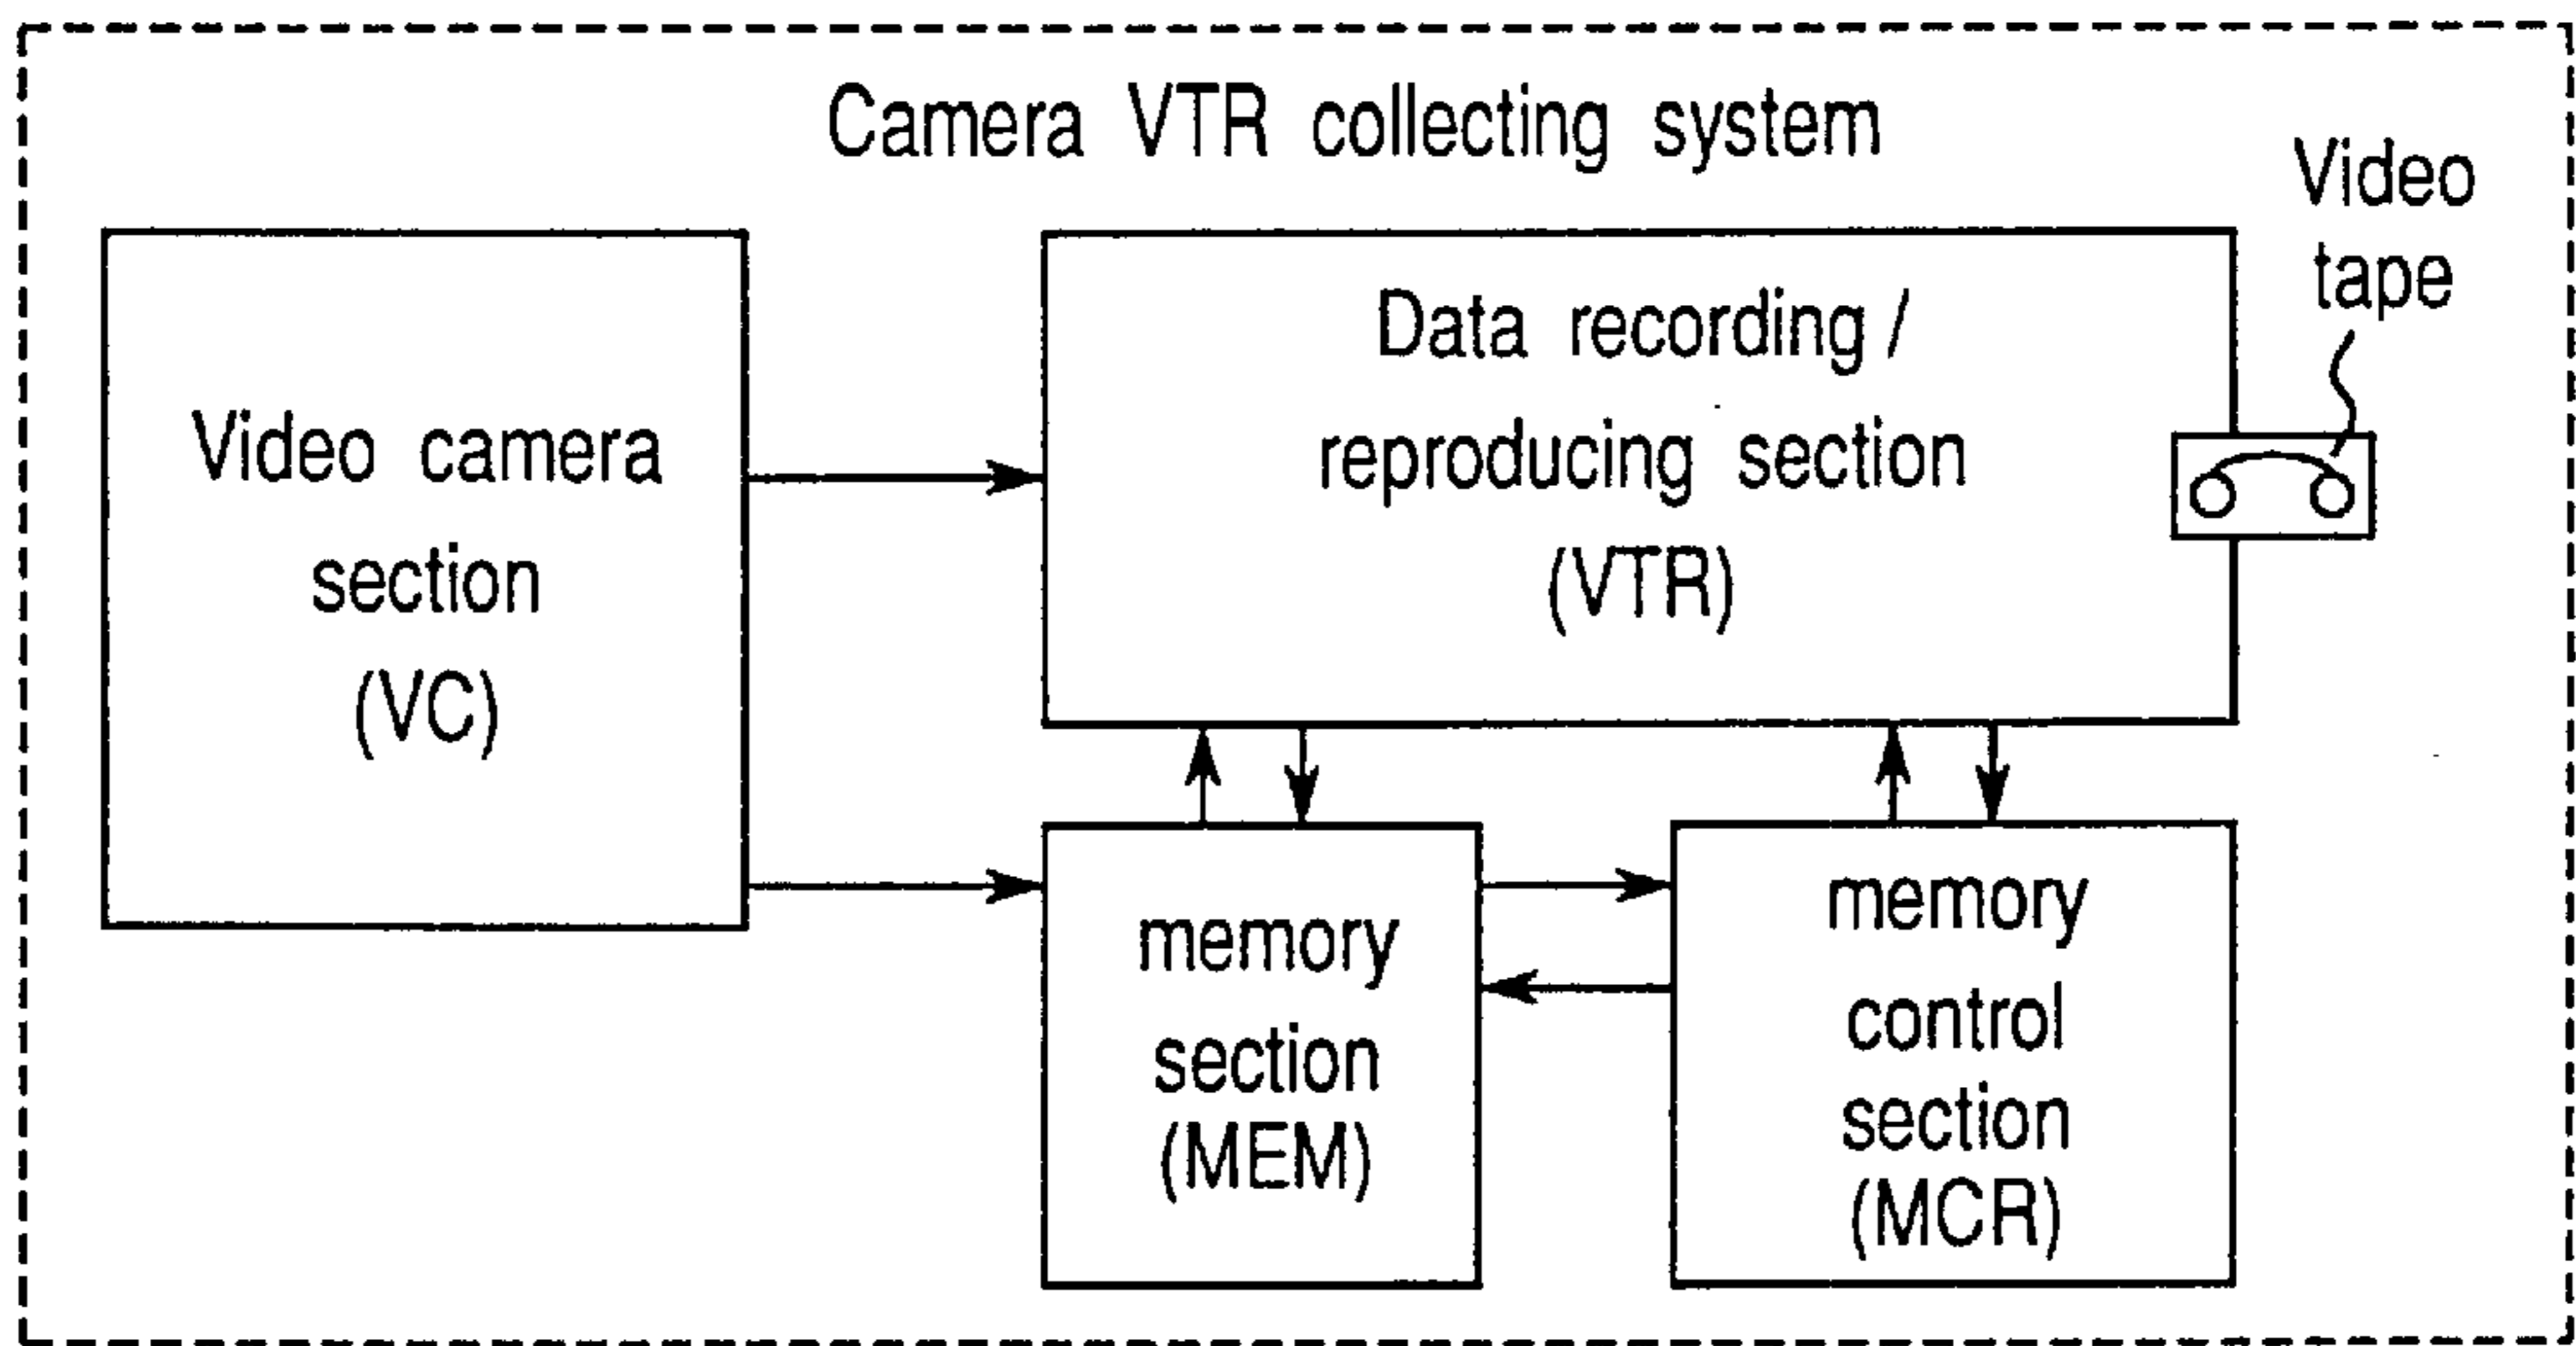 Camera VTR collecting system
Video
tape
Video camera
section
(VC)
Data recording /
reproducing section
(VTR)
memory
section
(MEM)
memory
control
section
(MCR)